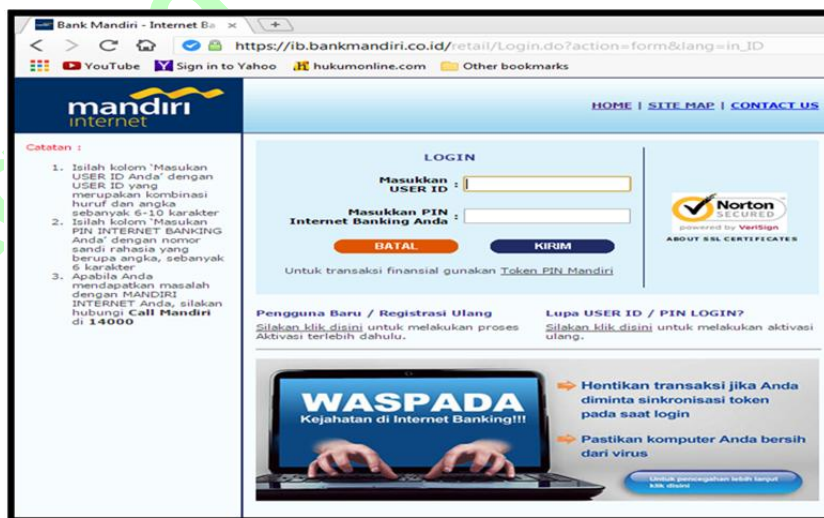 Bank Mandiri - Internet Ba
https://ib.bankmandiri.co.id/retail/Login.do?action=form&lang=in_ID
YouTube Sign in to Yahoo hukumonline.com Other bookmarks
mandiri
internet
HOME | SITE MAP | CONTACT US
Catatan :
1. Isilah kolom `Masukan
USER ID Anda' dengan
USER ID yang
merupakan kombinasi
huruf dan angka
sebanyak 6-10 karakter
2. Isilah kolom `Masukan
PIN INTERNET BANKING
Anda' dengan nomor
sandi rahasia yang
berupa angka, sebanyak
6 karakter
3. Apabila Anda
mendapatkan masalah
dengan MANDIRI
INTERNET Anda, silakan
hubungi Call Mandiri
di 14000
LOGIN
Masukkan
USER ID :
Masukkan PIN
Internet Banking Anda :
BATAL KIRIM
Untuk transaksi finansial gunakan Token PIN Mandiri
Norton
SECURED
powered by VeriSign
ABOUT SSL CERTIFICATES
Pengguna Baru / Registrasi Ulang
Silakan klik disini untuk melakukan proses
Aktivasi terlebih dahulu.
Lupa USER ID / PIN LOGIN?
Silakan klik disini untuk melakukan aktivasi
ulang.
WASPADA
Kejahatan di Internet Banking!!!
Hentikan transaksi jika Anda
diminta sinkronisasi token
pada saat login
Pastikan komputer Anda bersih
dari virus
Untuk pencegahan lebih lanjut
klik disini